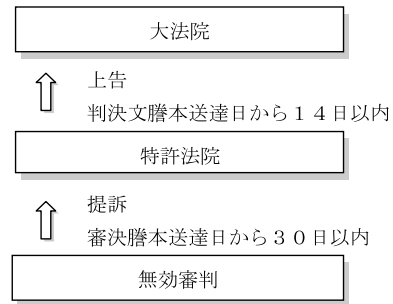 大法院
上告
判決文謄本送達日から１４日以内
特許法院
提訴
審決謄本送達日から３０日以内
無効審判